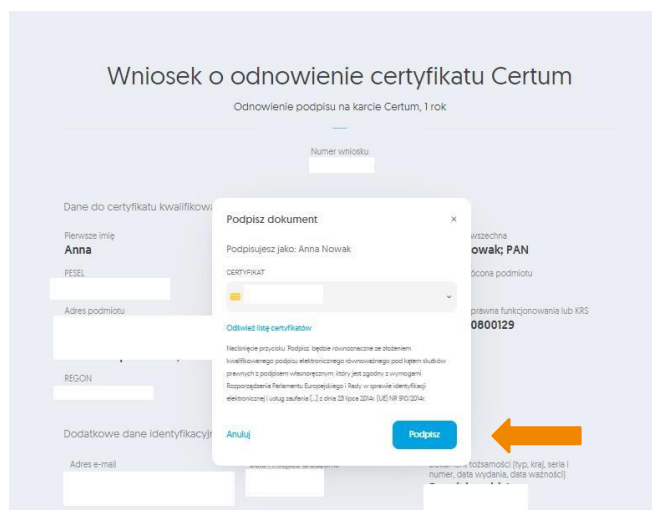 Wniosek o odnowienie certyfikatu Certum
Odnowienie podpisu na karcie Certum, 1 rok
Numer wniosku
Dane do certyfikatu kwalifikowa
Pierwsze imię
Anna
PESEL
Adres podmiotu
REGON
Dodatkowe dane identyfikacyjn
Adres e-mail
Podpisz dokument
×
Podpisujesz jako: Anna Nowak
CERTYFIKAT
Odśwież listę certyfikatów
Naciśnięcie przycisku Podpisz będzie równoznaczne ze złożeniem
kwalifikowanego podpisu elektronicznego równoważnego pod kątem skutków
prawnych z podpisem własnoręcznym, który jest zgodny z wymogami
Rozporządzenia Parlamentu Europejskiego i Rady w sprawie identyfikacji
elektronicznej i usług zaufania [...] z dnia 23 lipca 2014r. (UE) NR 910/2014r.
Anuluj
Podpisz
wszechna
owak; PAN
ócona podmiotu
prawna funkcjonowania lub KRS
0800129
tożsamości (typ, kraj, seria i
numer, data wydania, data ważności)